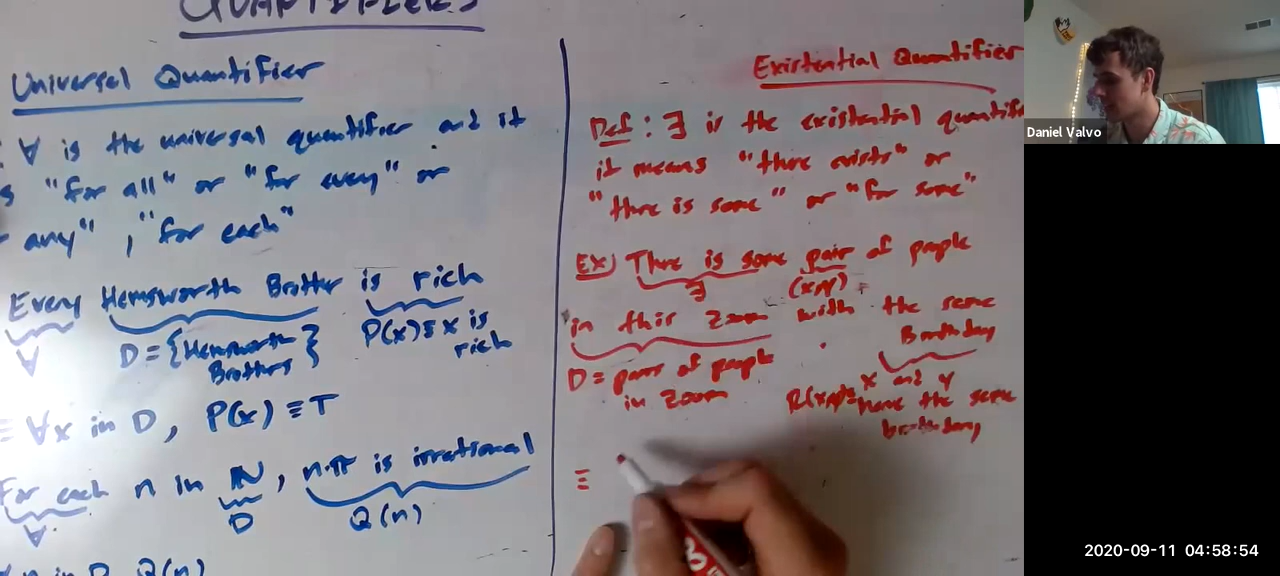 QUANTIFIERS
Universal Quantifier
: ∀ is the universal quantifier and it
s "for all" or "for every" or
r any" , "for each"
Every Hemsworth Brother is rich
∀
D = {Hemsworth Brothers}
P(x) ≡ x is rich
≡ ∀x in D, P(x) ≡ T
For each n in ℕ, n·π is irrational
∀
D
Q(n)
n in D, Q(n)
Existential Quantifier
Def: ∃ is the existential quantif
it means "there exists" or
"there is some" or "for some"
Ex) There is some pair of people
∃
(x,y)
in this Zoom with the same
Birthday
D = pairs of people
in Zoom
R(x,y) ≡ x and y
have the same
birthday
≡
Daniel Valvo
2020-09-11 04:58:54